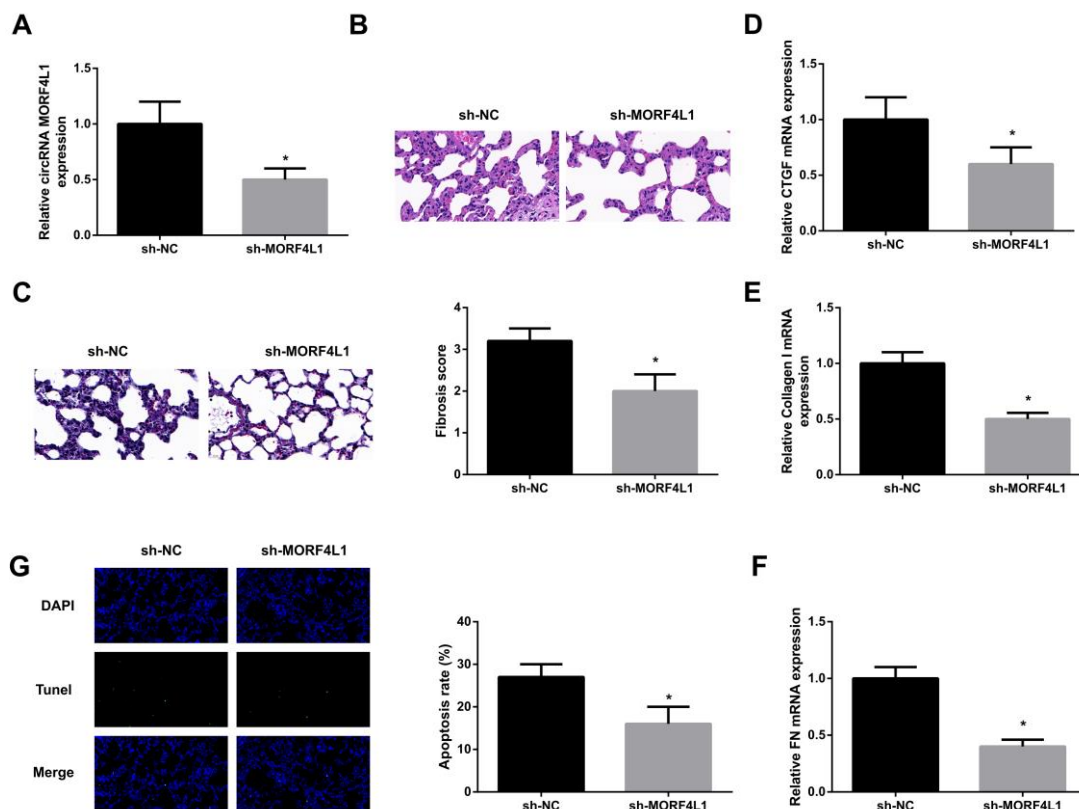 A
Relative circRNA MORF4L1
expression
1.5
1.0
0.5
0.0
*
sh-NC
sh-MORF4L1
B
sh-NC
sh-MORF4L1
D
Relative CTGF mRNA expression
1.5
1.0
0.5
0.0
*
sh-NC
sh-MORF4L1
C
sh-NC
sh-MORF4L1
Fibrosis score
4
3
2
1
0
*
sh-NC
sh-MORF4L1
E
Relative Collagen I mRNA
expression
1.5
1.0
0.5
0.0
*
sh-NC
sh-MORF4L1
G
sh-NC
sh-MORF4L1
DAPI
Tunel
Merge
Apoptosis rate (%)
40
30
20
10
0
*
sh-NC
sh-MORF4L1
F
Relative FN mRNA expression
1.5
1.0
0.5
0.0
*
sh-NC
sh-MORF4L1